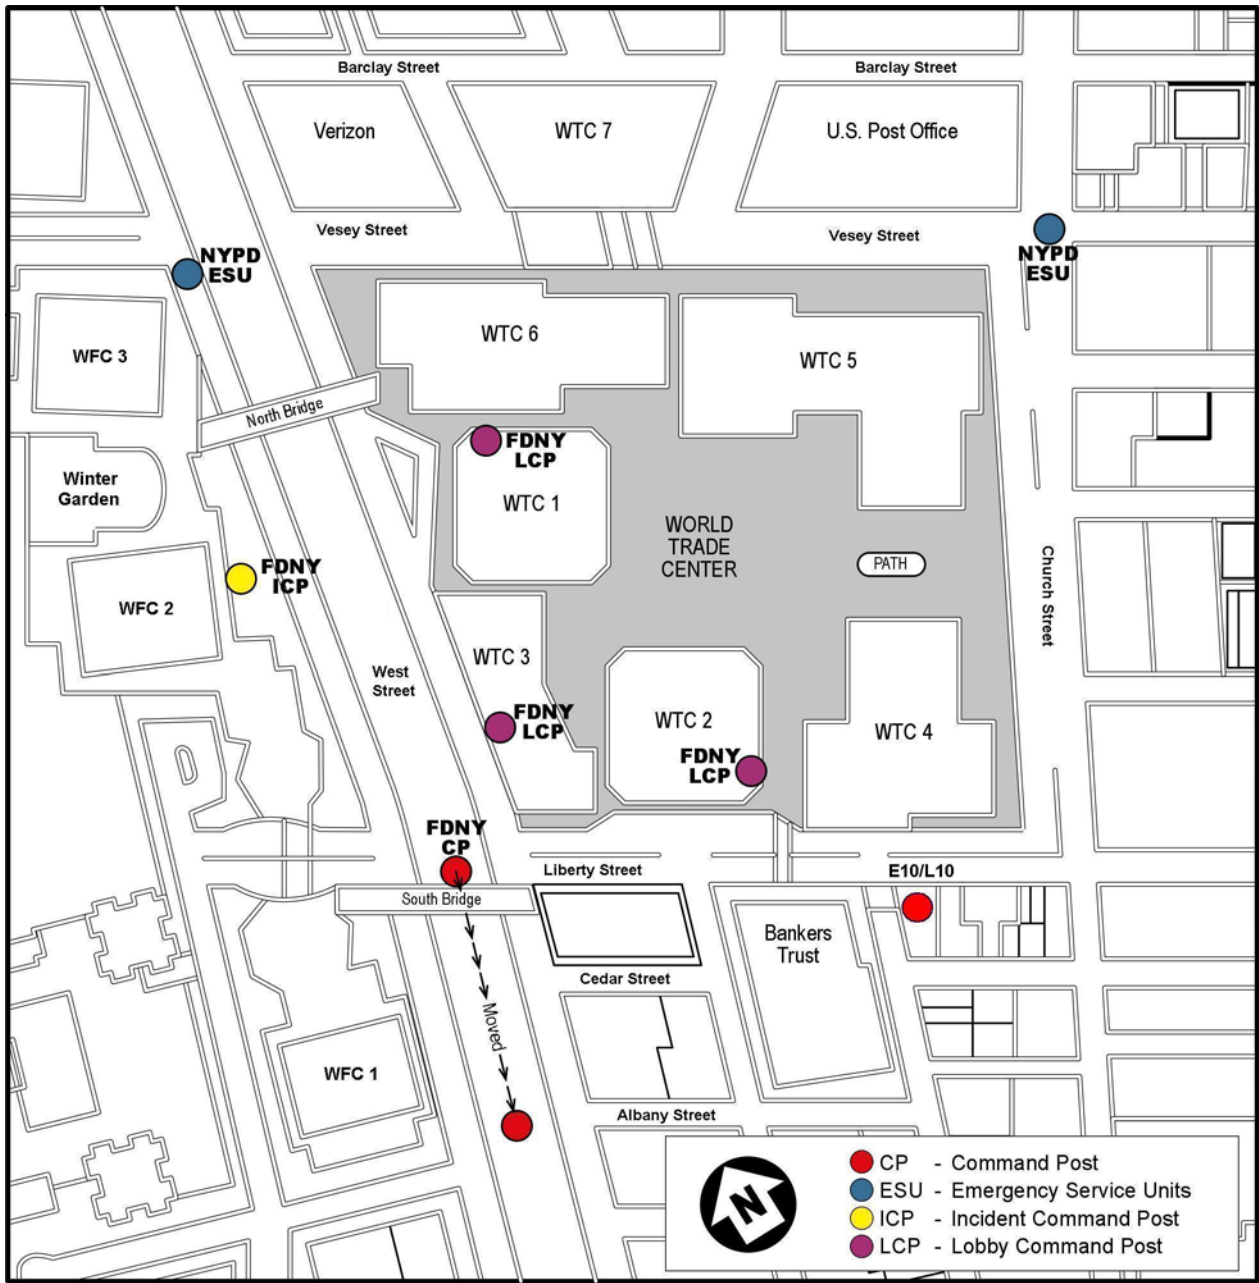 Barclay Street
Barclay Street
Verizon
WTC 7
U.S. Post Office
Vesey Street
Vesey Street
NYPD
ESU
NYPD
ESU
WTC 6
WFC 3
WTC 5
North Bridge
FDNY
LCP
Winter
Garden
WTC 1
WORLD
TRADE
CENTER
PATH
Church Street
FDNY
ICP
WFC 2
WTC 3
West
Street
FDNY
LCP
WTC 2
WTC 4
FDNY
LCP
FDNY
CP
Liberty Street
E10/L10
South Bridge
Bankers
Trust
Cedar Street
Moved
WFC 1
Albany Street
N
CP - Command Post
ESU - Emergency Service Units
ICP - Incident Command Post
LCP - Lobby Command Post